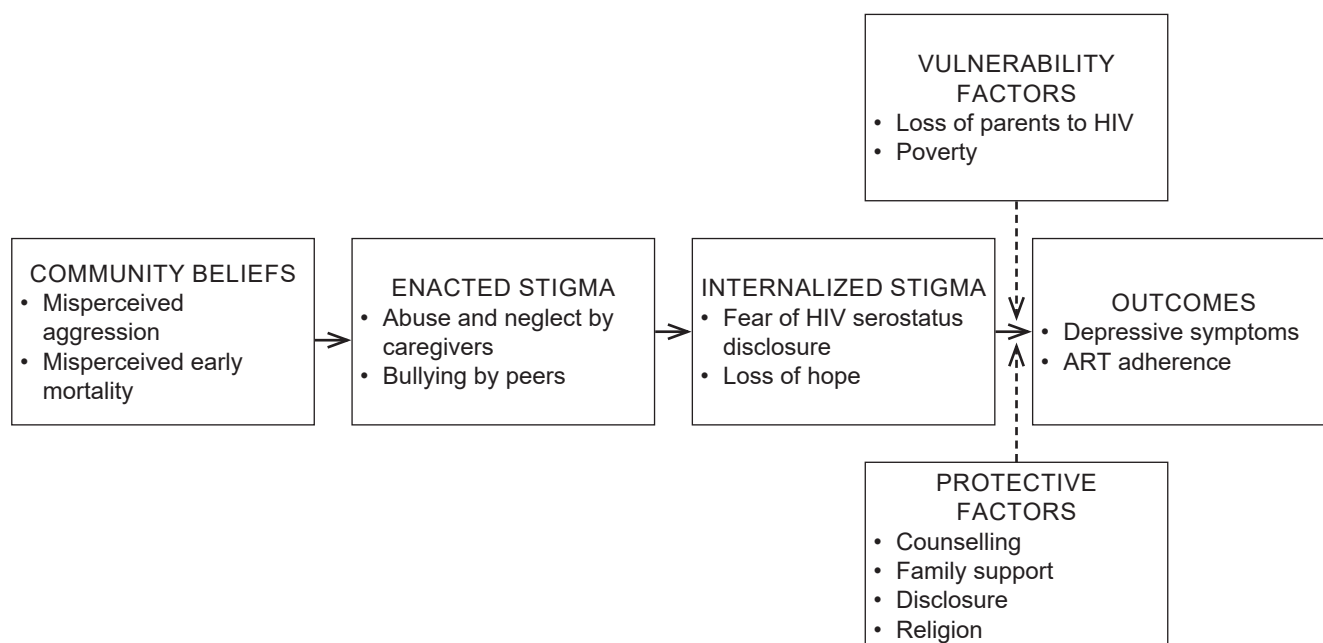 VULNERABILITY
FACTORS
• Loss of parents to HIV
• Poverty
COMMUNITY BELIEFS
• Misperceived
aggression
• Misperceived early
mortality
ENACTED STIGMA
• Abuse and neglect by
caregivers
• Bullying by peers
INTERNALIZED STIGMA
• Fear of HIV serostatus
disclosure
• Loss of hope
OUTCOMES
• Depressive symptoms
• ART adherence
PROTECTIVE
FACTORS
• Counselling
• Family support
• Disclosure
• Religion